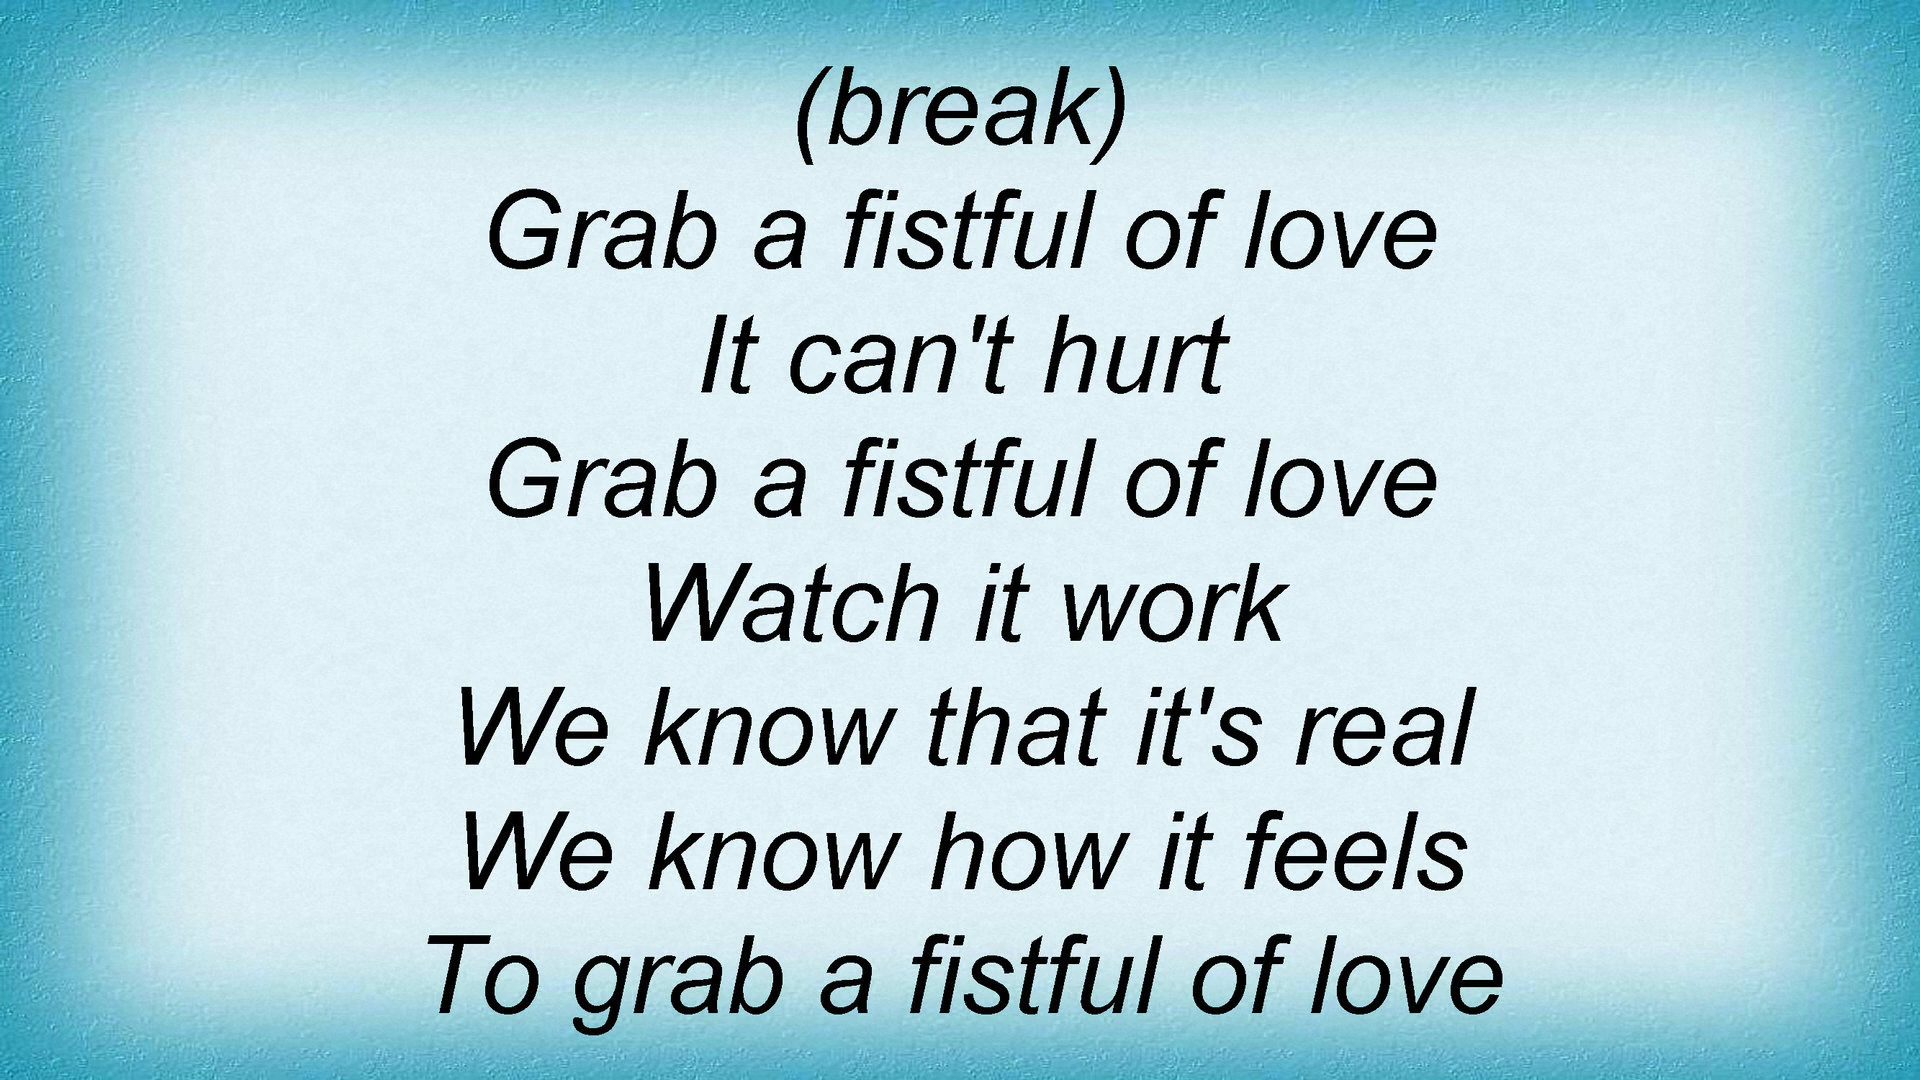 (break)
Grab a fistful of love
It can't hurt
Grab a fistful of love
Watch it work
We know that it's real
We know how it feels
To grab a fistful of love